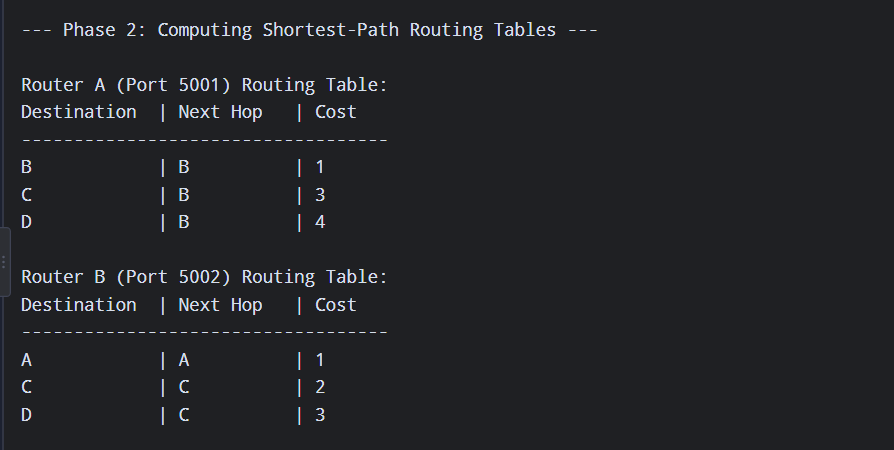 --- Phase 2: Computing Shortest-Path Routing Tables ---
Router A (Port 5001) Routing Table:
Destination  | Next Hop   | Cost
-----------------------------------
B            | B          | 1
C            | B          | 3
D            | B          | 4
Router B (Port 5002) Routing Table:
Destination  | Next Hop   | Cost
-----------------------------------
A            | A          | 1
C            | C          | 2
D            | C          | 3